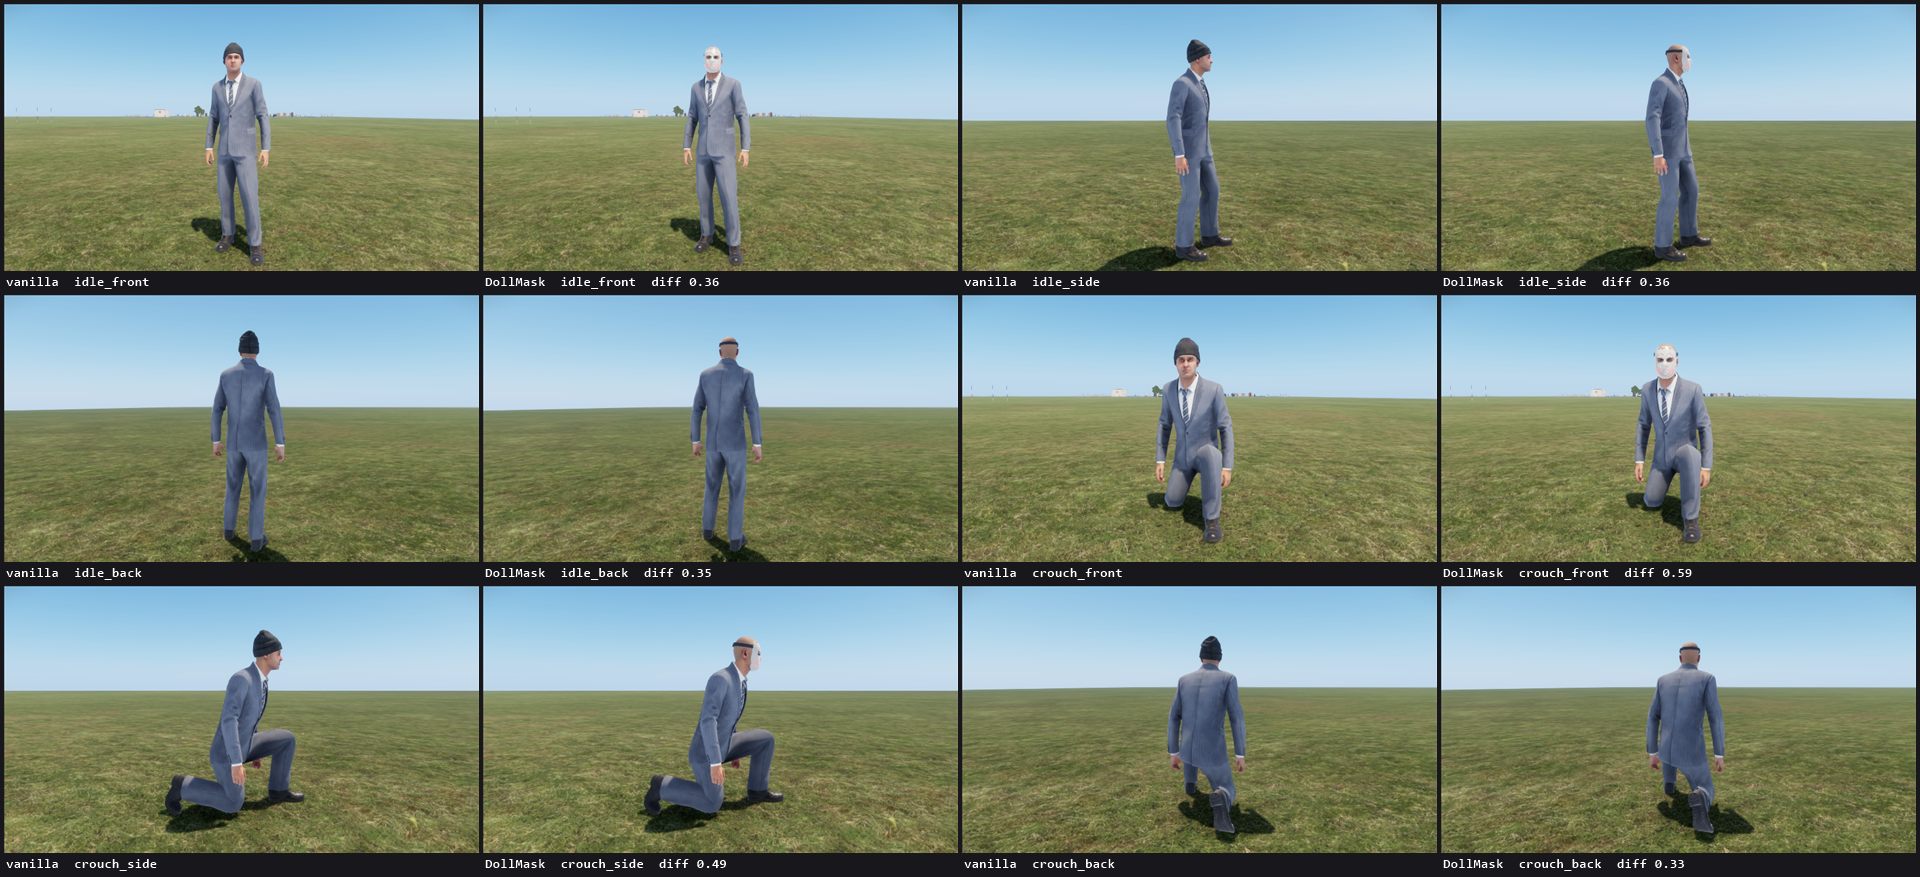 vanilla  idle_front
DollMask  idle_front  diff 0.36
vanilla  idle_side
DollMask  idle_side  diff 0.36
vanilla  idle_back
DollMask  idle_back  diff 0.35
vanilla  crouch_front
DollMask  crouch_front  diff 0.59
vanilla  crouch_side
DollMask  crouch_side  diff 0.49
vanilla  crouch_back
DollMask  crouch_back  diff 0.33